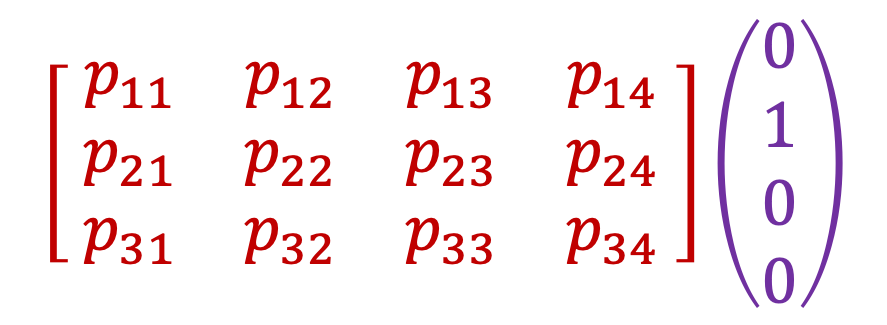 [ p₁₁ p₁₂ p₁₃ p₁₄ ] ( 0
p₂₁ p₂₂ p₂₃ p₂₄ 1
p₃₁ p₃₂ p₃₃ p₃₄ 0
0 )